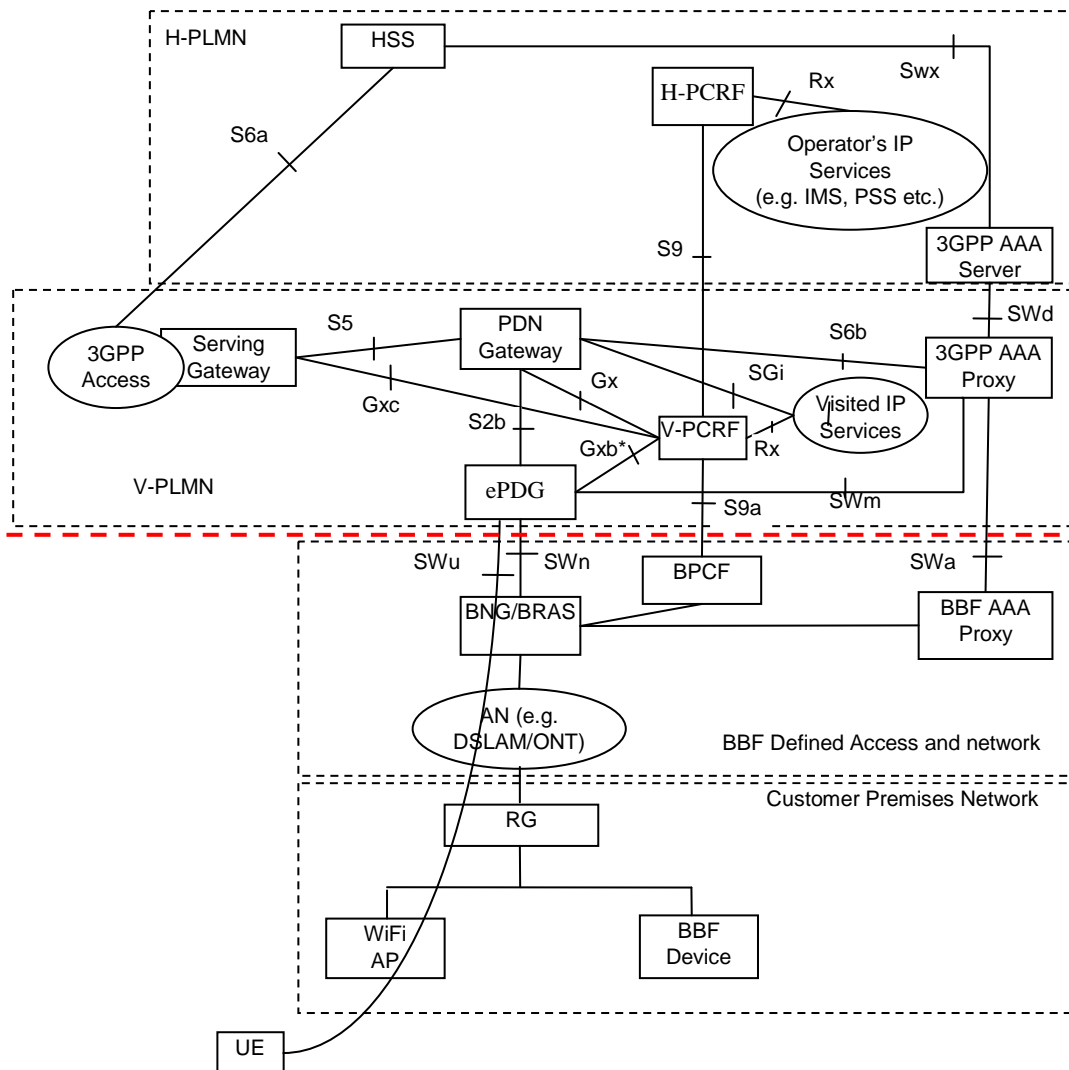 H-PLMN
HSS
Swx
H-PCRF
Rx
S6a
Operator's IP
Services
(e.g. IMS, PSS etc.)
S9
3GPP AAA
Server
SWd
S5
PDN
Gateway
S6b
3GPP
Access
Serving
Gateway
3GPP AAA
Proxy
Gxc
Gx
SGi
S2b
V-PCRF
Visited IP
Services
Gxb*
Rx
V-PLMN
ePDG
SWm
S9a
SWu
SWn
BPCF
SWa
BNG/BRAS
BBF AAA
Proxy
AN (e.g.
DSLAM/ONT)
BBF Defined Access and network
Customer Premises Network
RG
WiFi
AP
BBF
Device
UE